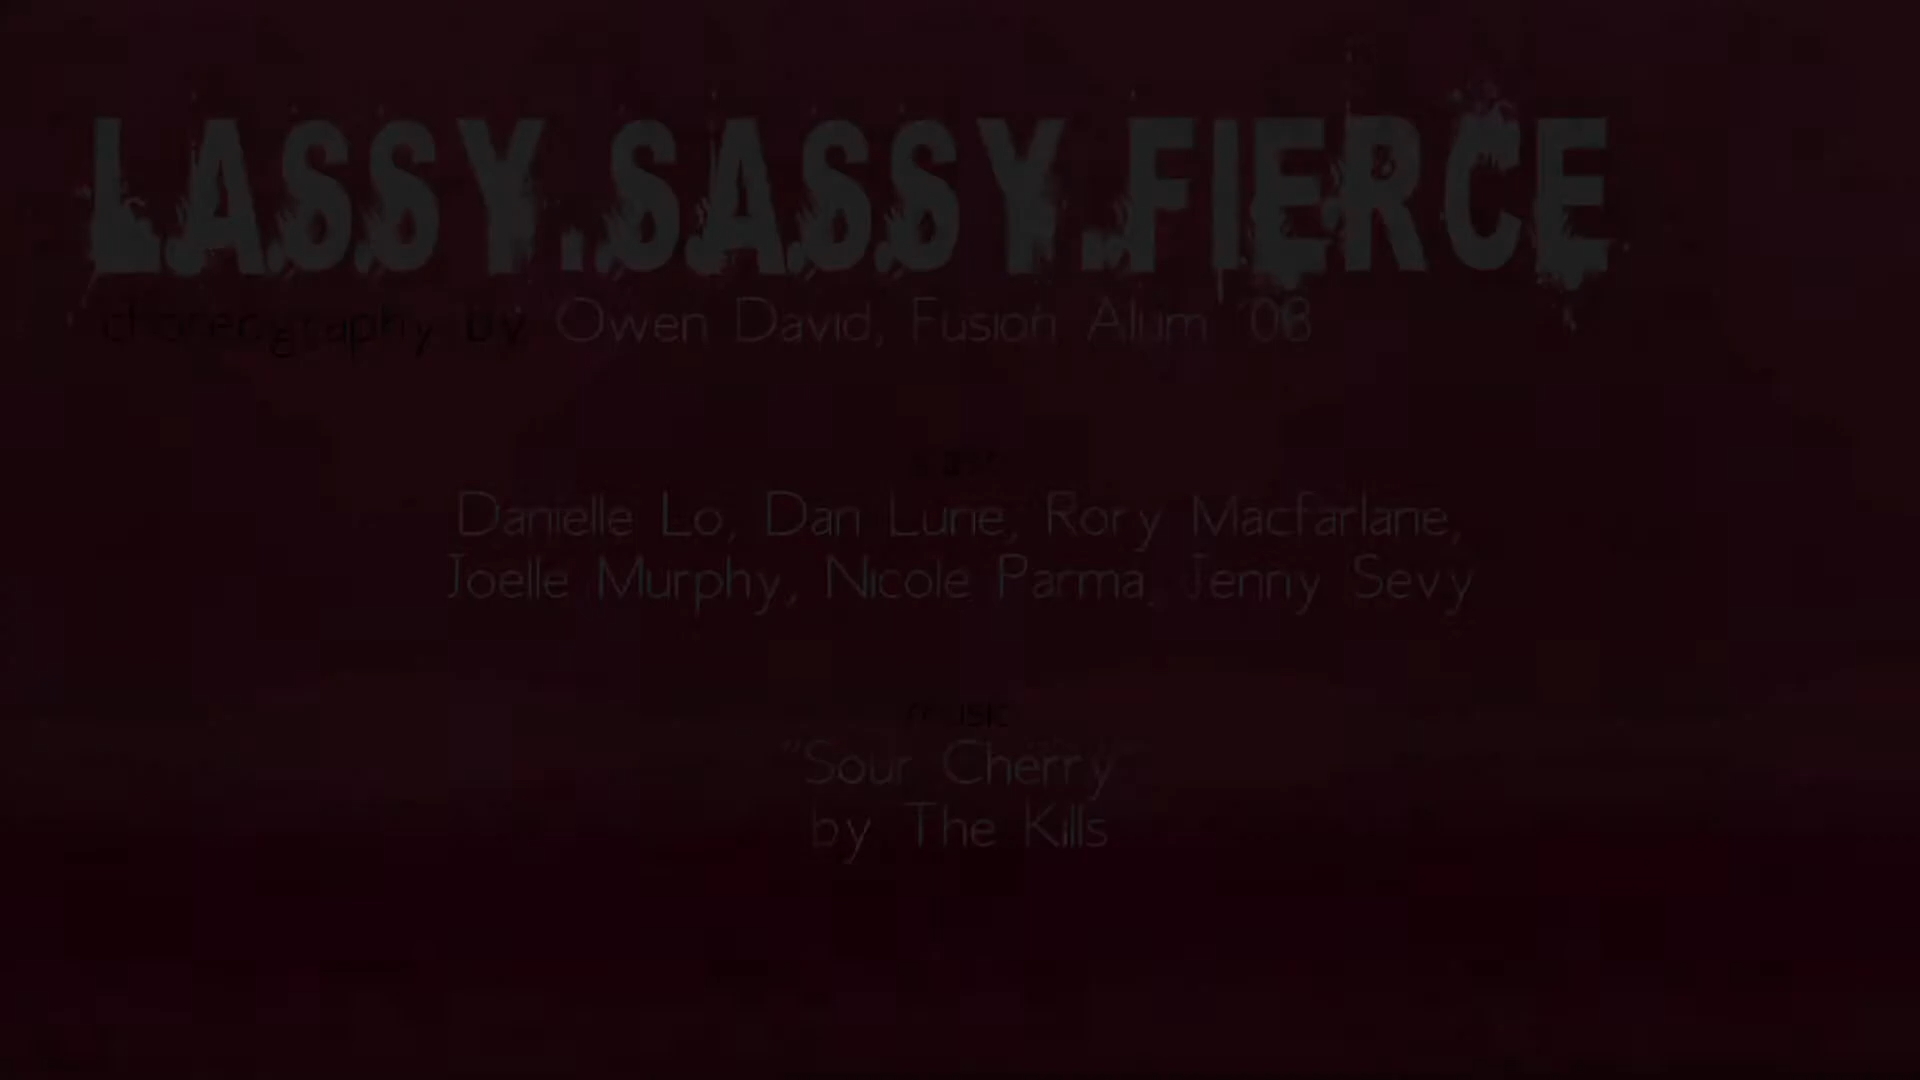 LASSY.SASSY.FIERCE
choreography by Owen David, Fusion Alum '08
cast
Danielle Lo, Dan Lurie, Rory Macfarlane,
Joelle Murphy, Nicole Parma, Jenny Sevy
music
"Sour Cherry"
by The Kills